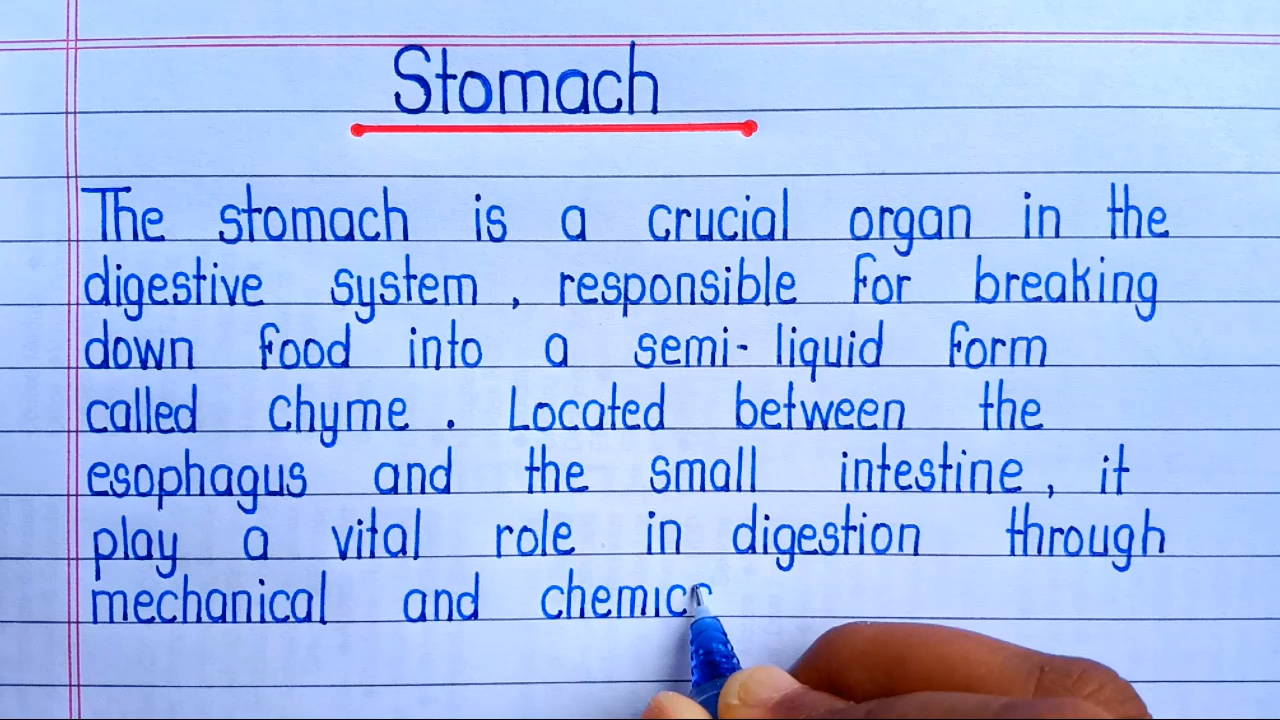 Stomach
The stomach is a crucial organ in the
digestive system, responsible for breaking
down food into a semi-liquid form
called chyme. Located between the
esophagus and the small intestine, it
play a vital role in digestion through
mechanical and